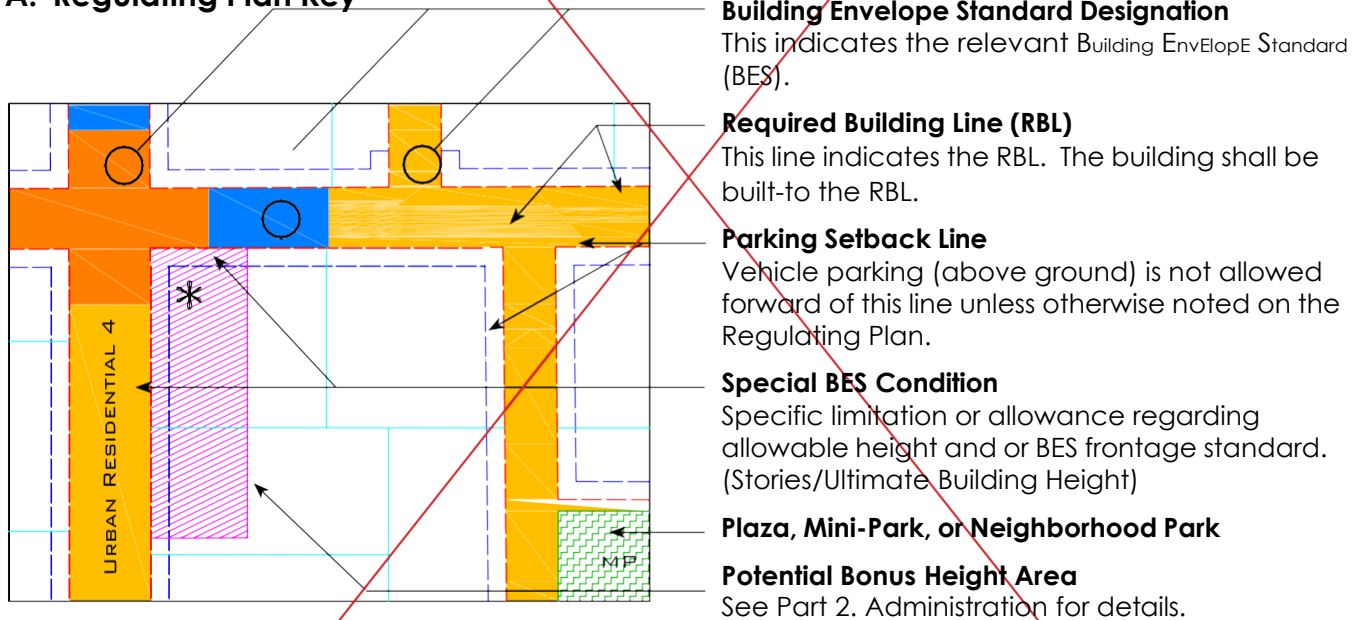 A. Regulating Plan Key
Building Envelope Standard Designation
This indicates the relevant Building EnvElopE Standard
(BES).
Required Building Line (RBL)
This line indicates the RBL. The building shall be
built-to the RBL.
Parking Setback Line
Vehicle parking (above ground) is not allowed
forward of this line unless otherwise noted on the
Regulating Plan.
Special BES Condition
Specific limitation or allowance regarding
allowable height and or BES frontage standard.
(Stories/Ultimate Building Height)
Plaza, Mini-Park, or Neighborhood Park
Potential Bonus Height Area
See Part 2. Administration for details.
URBAN RESIDENTIAL 4
*
MP